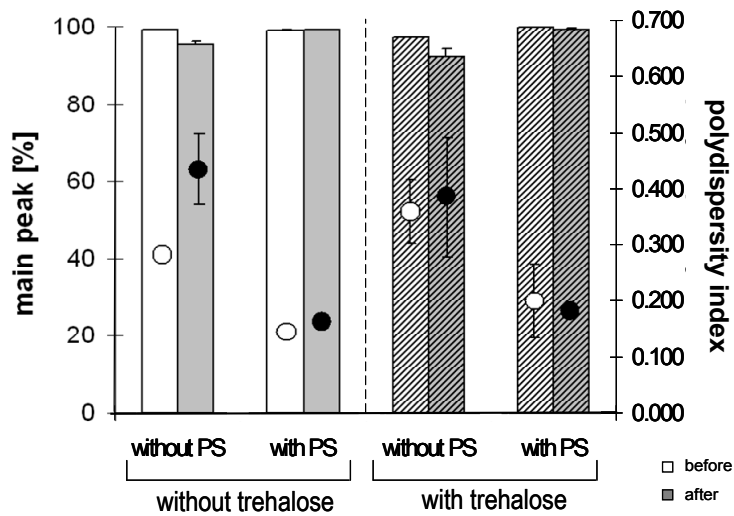 main peak [%]
100
80
60
40
20
0
0.700
0.600
0.500
0.400
0.300
0.200
0.100
0.000
polydispersity index
without PS with PS without PS with PS
without trehalose with trehalose
before
after